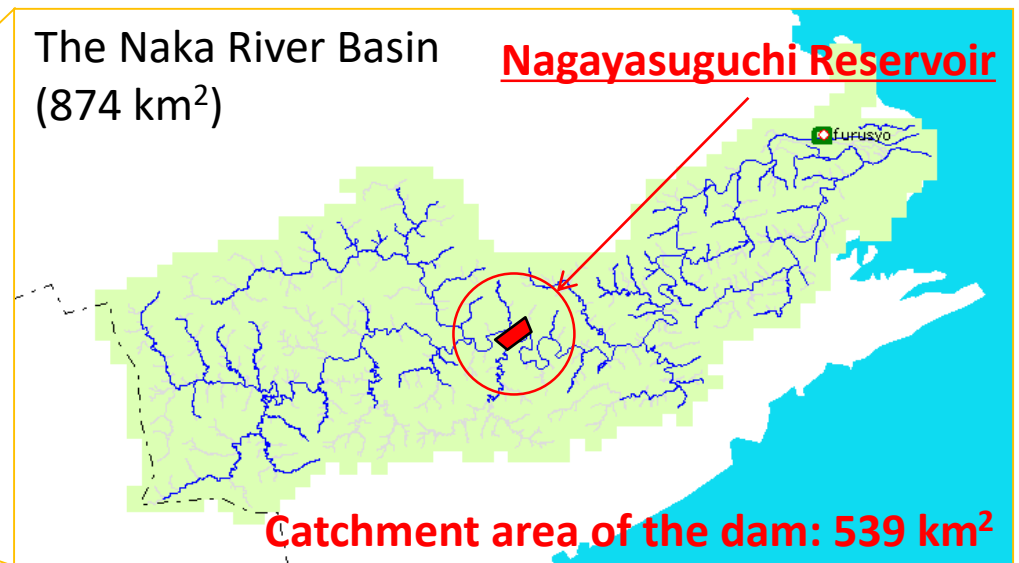 The Naka River Basin
(874 km²)
Nagayasuguchi Reservoir
furusyo
Catchment area of the dam: 539 km²